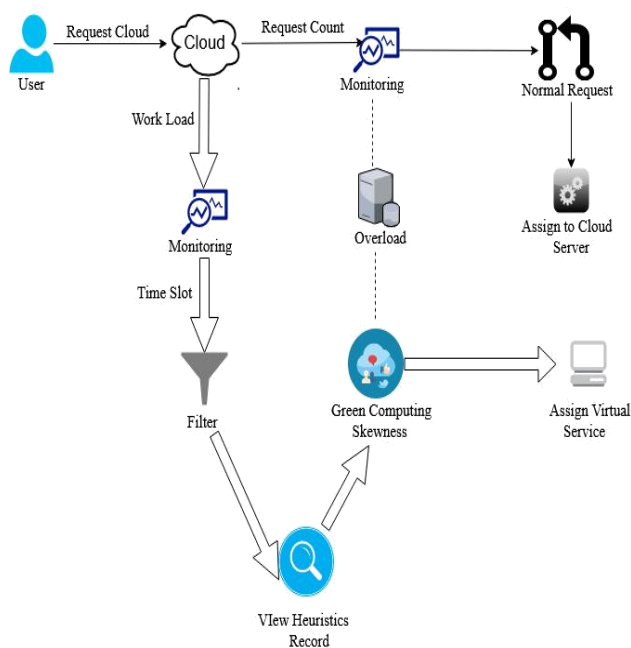 Request Cloud
Cloud
Request Count
User
Monitoring
Normal Request
Work Load
Monitoring
Overload
Assign to Cloud
Server
Time Slot
Filter
Green Computing
Skewness
Assign Virtual
Service
VIew Heuristics
Record